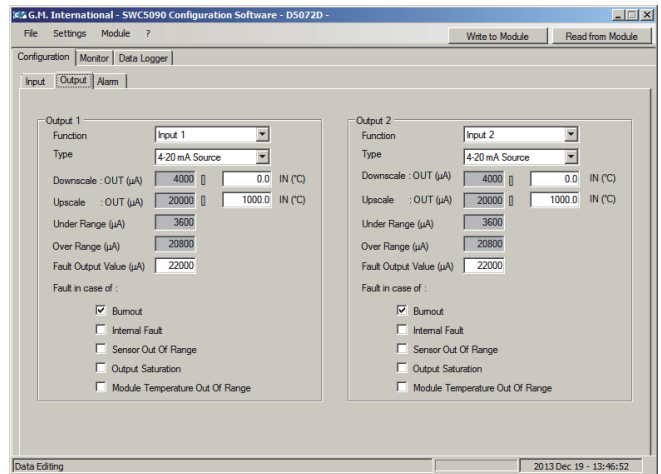 G.M. International - SWC5090 Configuration Software - D5072D -
File Settings Module ? Write to Module Read from Module
Configuration Monitor Data Logger
Input Output Alarm
Output 1
Function Input 1
Type 4-20 mA Source
Downscale : OUT (µA) 4000 0.0 IN (°C)
Upscale : OUT (µA) 20000 1000.0 IN (°C)
Under Range (µA) 3600
Over Range (µA) 20800
Fault Output Value (µA) 22000
Fault in case of :
Burnout
Internal Fault
Sensor Out Of Range
Output Saturation
Module Temperature Out Of Range
Output 2
Function Input 2
Type 4-20 mA Source
Downscale : OUT (µA) 4000 0.0 IN (°C)
Upscale : OUT (µA) 20000 1000.0 IN (°C)
Under Range (µA) 3600
Over Range (µA) 20800
Fault Output Value (µA) 22000
Fault in case of :
Burnout
Internal Fault
Sensor Out Of Range
Output Saturation
Module Temperature Out Of Range
Data Editing 2013 Dec 19 - 13:46:52